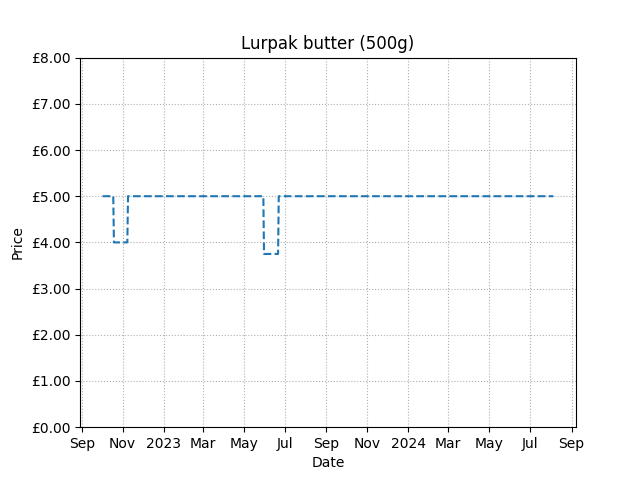 Lurpak butter (500g)
£8.00
£7.00
£6.00
£5.00
£4.00
£3.00
£2.00
£1.00
£0.00
Price
Sep Nov 2023 Mar May Jul Sep Nov 2024 Mar May Jul Sep
Date